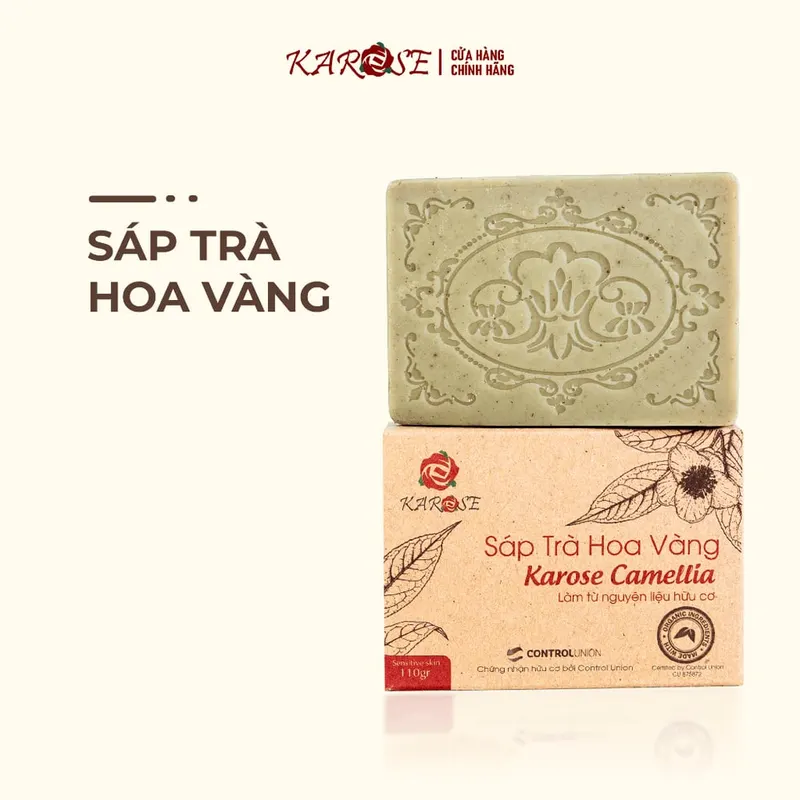 KAROSE
CỬA HÀNG
CHÍNH HÃNG
SÁP TRÀ
HOA VÀNG
KAROSE
Sáp Trà Hoa Vàng
Karose Camellia
Làm từ nguyên liệu hữu cơ
ORGANIC INGREDIENTS
MADE WITH
CONTROLUNION
Chứng nhận hữu cơ bởi Control Union
Certified by Control Union
CU 875872
Sensitive skin
110gr